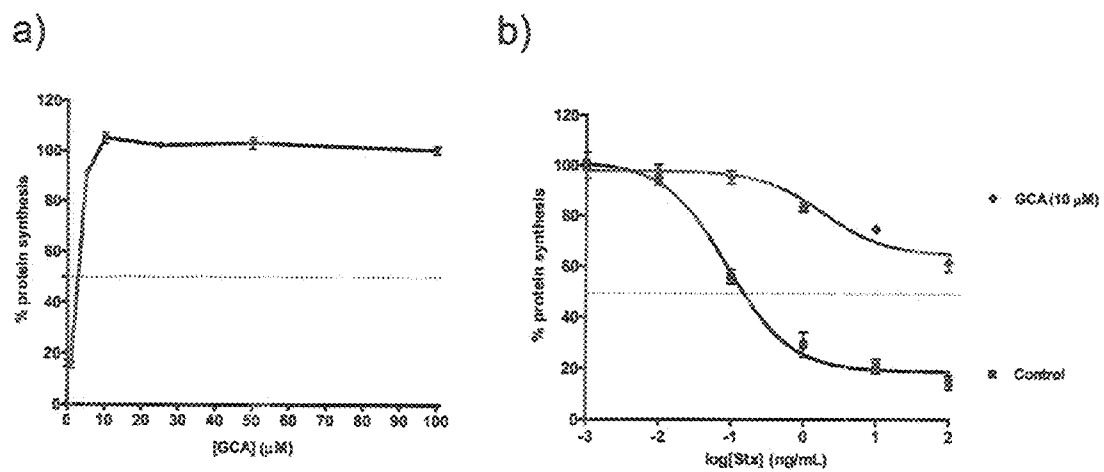 a)
b)
120
100
80
60
40
20
0
0 10 20 30 40 50 60 70 80 90 100
% protein synthesis
[GCA] (µM)
120
100
80
60
40
20
0
-3 -2 -1 0 1 2
% protein synthesis
log[Stx] (ng/mL)
GCA (10 µM)
Control